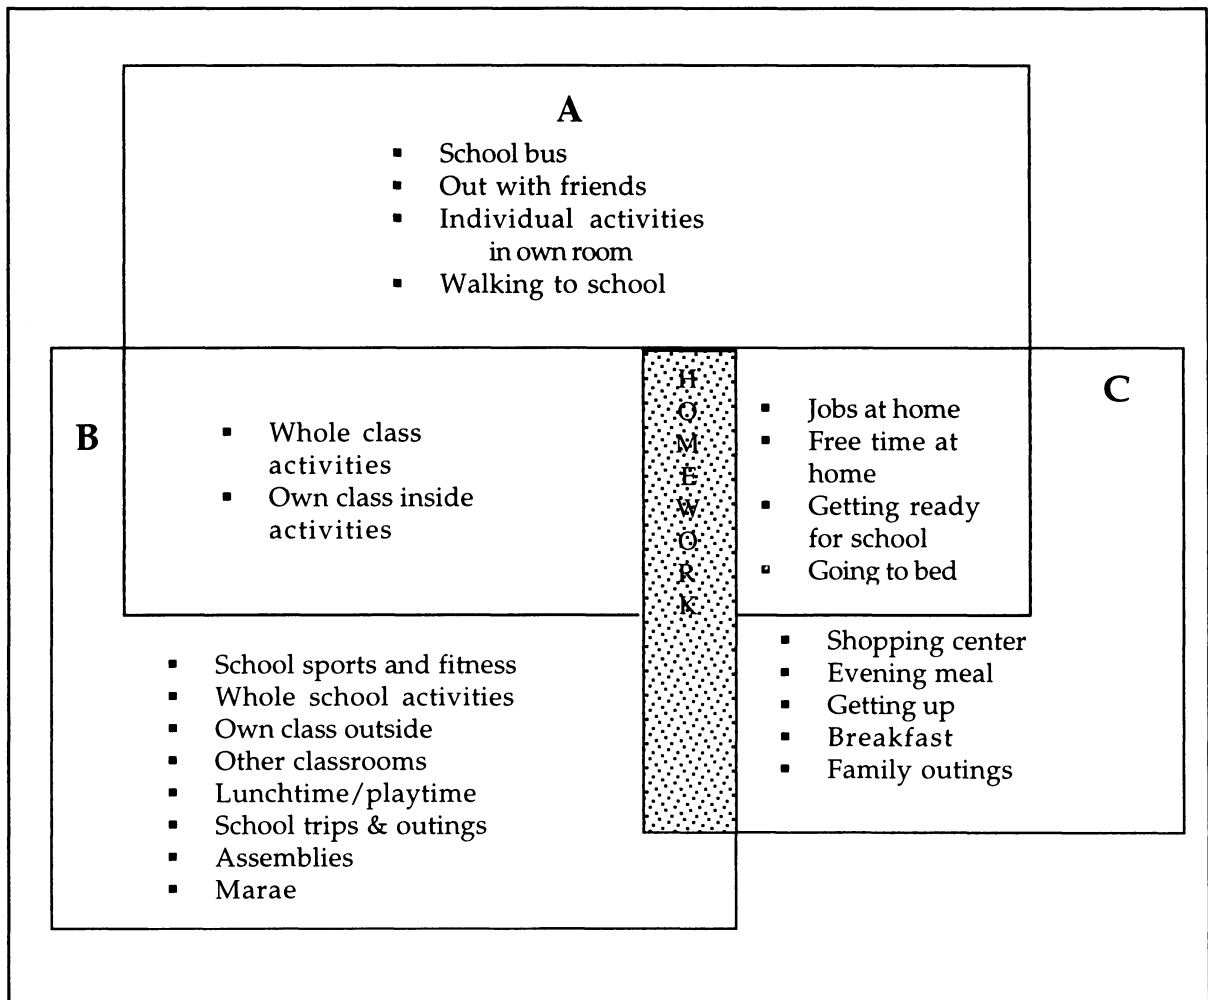 A
▪ School bus
▪ Out with friends
▪ Individual activities
in own room
▪ Walking to school
B
▪ Whole class
activities
▪ Own class inside
activities
HOMEWORK
C
▪ Jobs at home
▪ Free time at
home
▪ Getting ready
for school
▪ Going to bed
▪ School sports and fitness
▪ Whole school activities
▪ Own class outside
▪ Other classrooms
▪ Lunchtime/playtime
▪ School trips & outings
▪ Assemblies
▪ Marae
▪ Shopping center
▪ Evening meal
▪ Getting up
▪ Breakfast
▪ Family outings